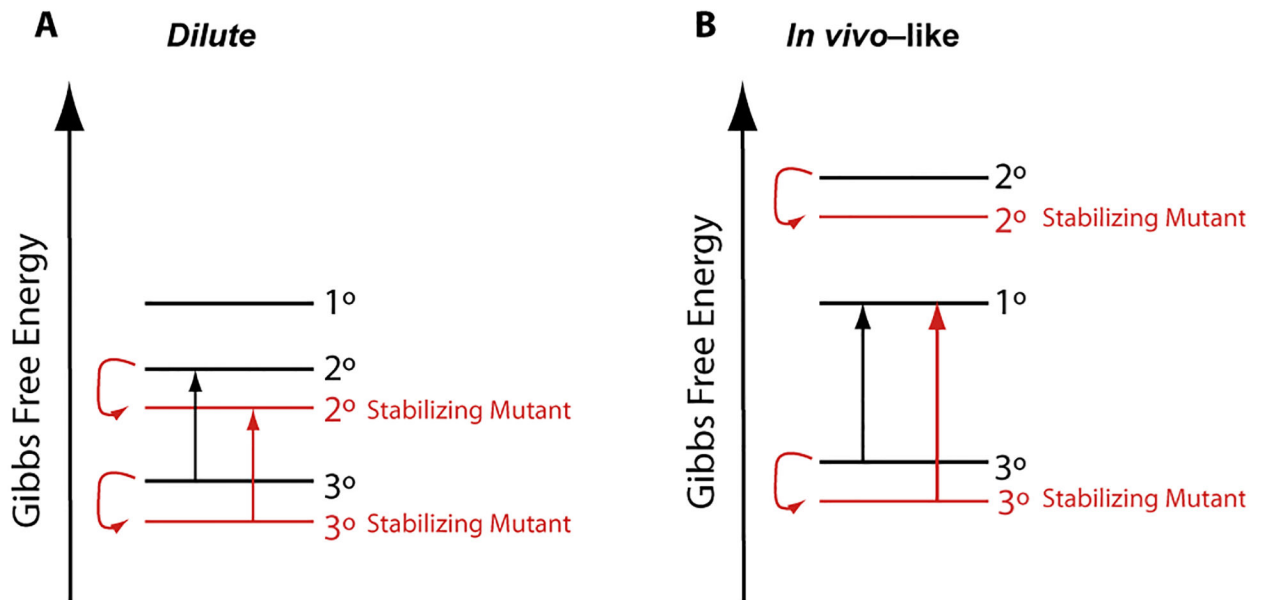 A
Dilute
Gibbs Free Energy
1º
2º
2º Stabilizing Mutant
3º
3º Stabilizing Mutant
B
In vivo–like
Gibbs Free Energy
2º
2º Stabilizing Mutant
1º
3º
3º Stabilizing Mutant